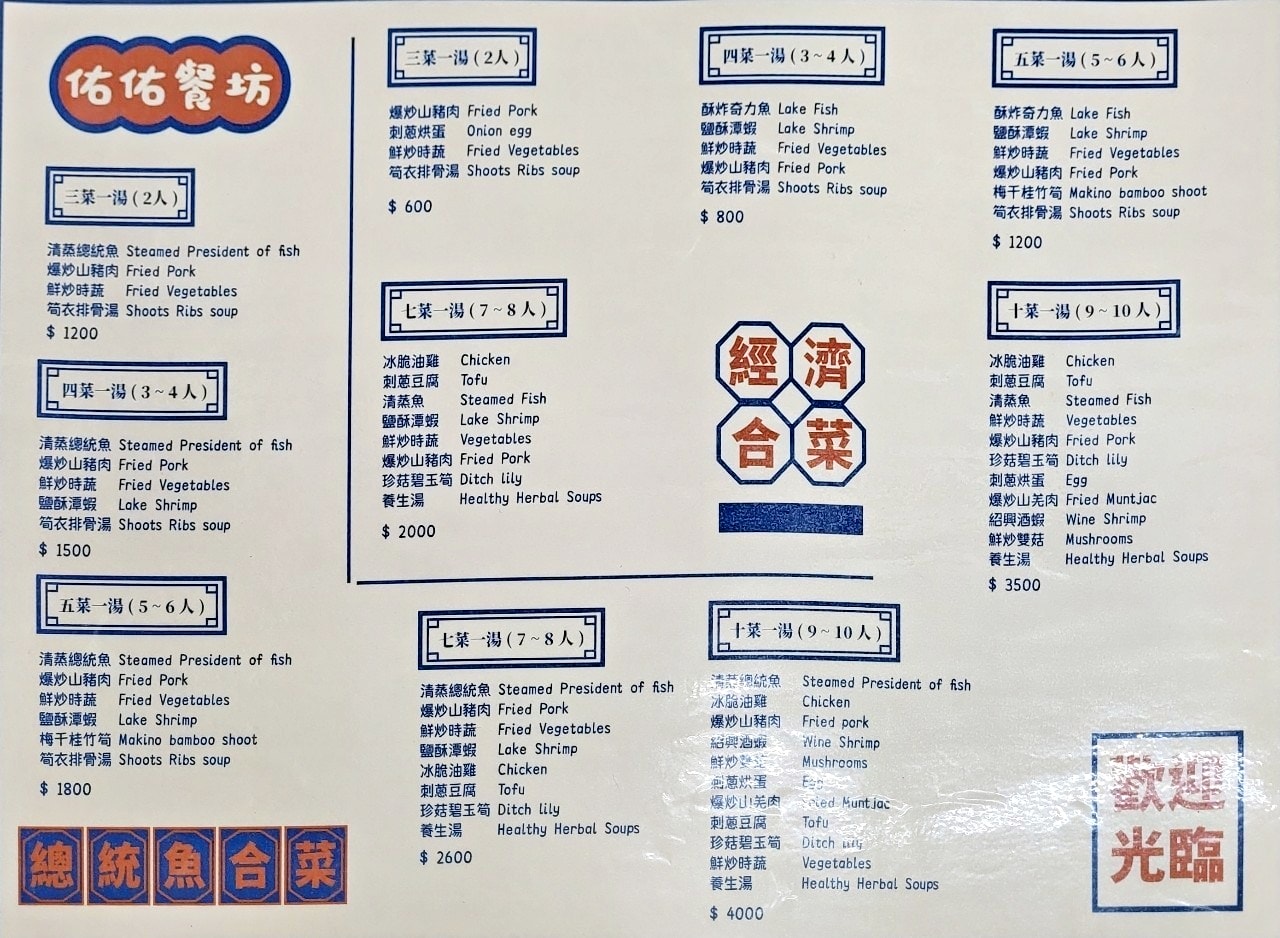 佑佑餐坊
三菜一湯(2人)
清蒸總統魚 Steamed President of fish
爆炒山豬肉 Fried Pork
鮮炒時蔬 Fried Vegetables
筍衣排骨湯 Shoots Ribs soup
$ 1200
四菜一湯(3~4人)
清蒸總統魚 Steamed President of fish
爆炒山豬肉 Fried Pork
鮮炒時蔬 Fried Vegetables
鹽酥潭蝦 Lake Shrimp
筍衣排骨湯 Shoots Ribs soup
$ 1500
五菜一湯(5~6人)
清蒸總統魚 Steamed President of fish
爆炒山豬肉 Fried Pork
鮮炒時蔬 Fried Vegetables
鹽酥潭蝦 Lake Shrimp
梅干桂竹筍 Makino bamboo shoot
筍衣排骨湯 Shoots Ribs soup
$ 1800
總統魚合菜
三菜一湯(2人)
爆炒山豬肉 Fried Pork
刺蔥烘蛋 Onion egg
鮮炒時蔬 Fried Vegetables
筍衣排骨湯 Shoots Ribs soup
$ 600
四菜一湯(3~4人)
酥炸奇力魚 Lake Fish
鹽酥潭蝦 Lake Shrimp
鮮炒時蔬 Fried Vegetables
爆炒山豬肉 Fried Pork
筍衣排骨湯 Shoots Ribs soup
$ 800
五菜一湯(5~6人)
酥炸奇力魚 Lake Fish
鹽酥潭蝦 Lake Shrimp
鮮炒時蔬 Fried Vegetables
爆炒山豬肉 Fried Pork
梅干桂竹筍 Makino bamboo shoot
筍衣排骨湯 Shoots Ribs soup
$ 1200
七菜一湯(7~8人)
冰脆油雞 Chicken
刺蔥豆腐 Tofu
清蒸魚 Steamed Fish
鹽酥潭蝦 Lake Shrimp
鮮炒時蔬 Vegetables
爆炒山豬肉 Fried Pork
珍菇碧玉筍 Ditch lily
養生湯 Healthy Herbal Soups
$ 2000
經濟
合菜
十菜一湯(9~10人)
冰脆油雞 Chicken
刺蔥豆腐 Tofu
清蒸魚 Steamed Fish
鮮炒時蔬 Vegetables
爆炒山豬肉 Fried Pork
珍菇碧玉筍 Ditch lily
刺蔥烘蛋 Egg
爆炒山羌肉 Fried Muntjac
紹興酒蝦 Wine Shrimp
鮮炒雙菇 Mushrooms
養生湯 Healthy Herbal Soups
$ 3500
七菜一湯(7~8人)
清蒸總統魚 Steamed President of fish
爆炒山豬肉 Fried Pork
鮮炒時蔬 Fried Vegetables
鹽酥潭蝦 Lake Shrimp
冰脆油雞 Chicken
刺蔥豆腐 Tofu
珍菇碧玉筍 Ditch lily
養生湯 Healthy Herbal Soups
$ 2600
十菜一湯(9~10人)
清蒸總統魚 Steamed President of fish
冰脆油雞 Chicken
爆炒山豬肉 Fried pork
紹興酒蝦 Wine Shrimp
鮮炒雙菇 Mushrooms
刺蔥烘蛋 Egg
爆炒山羌肉 Fried Muntjac
刺蔥豆腐 Tofu
珍菇碧玉筍 Ditch lily
鮮炒時蔬 Vegetables
養生湯 Healthy Herbal Soups
$ 4000
歡迎
光臨